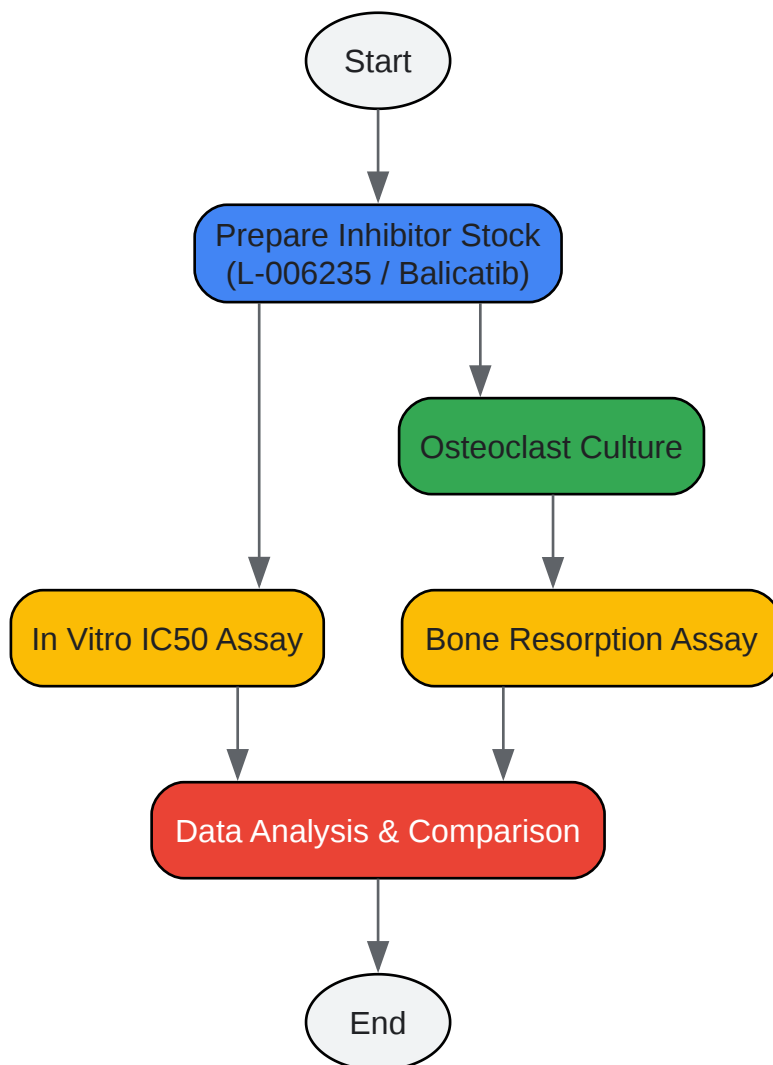 Start
Prepare Inhibitor Stock
(L-006235 / Balicatib)
Osteoclast Culture
In Vitro IC50 Assay
Bone Resorption Assay
Data Analysis & Comparison
End